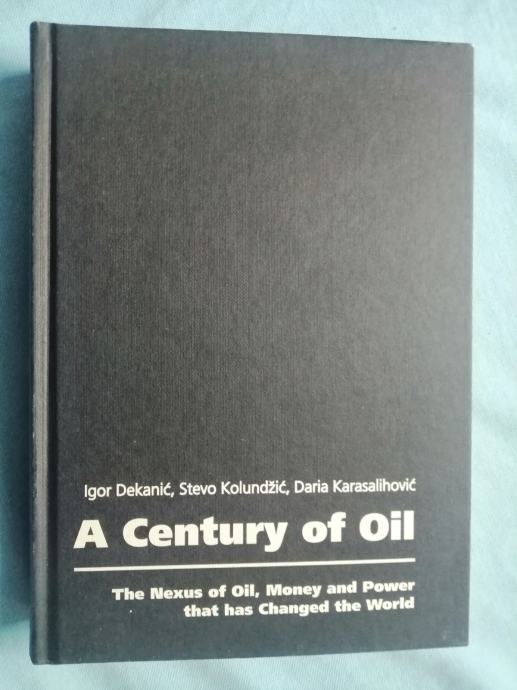 Igor Dekanić, Stevo Kolundžić, Daria Karasalihović
A Century of Oil
The Nexus of Oil, Money and Power
that has Changed the World